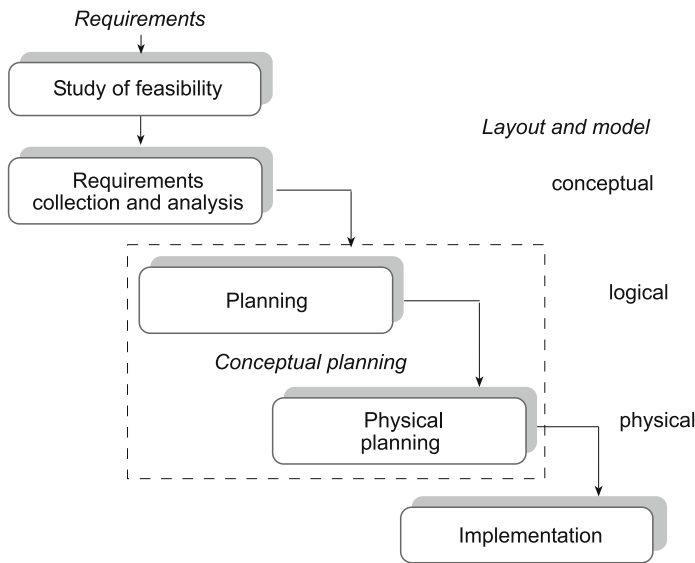 Requirements
Study of feasibility
Layout and model
Requirements
collection and analysis
conceptual
Planning
logical
Conceptual planning
Physical
planning
physical
Implementation